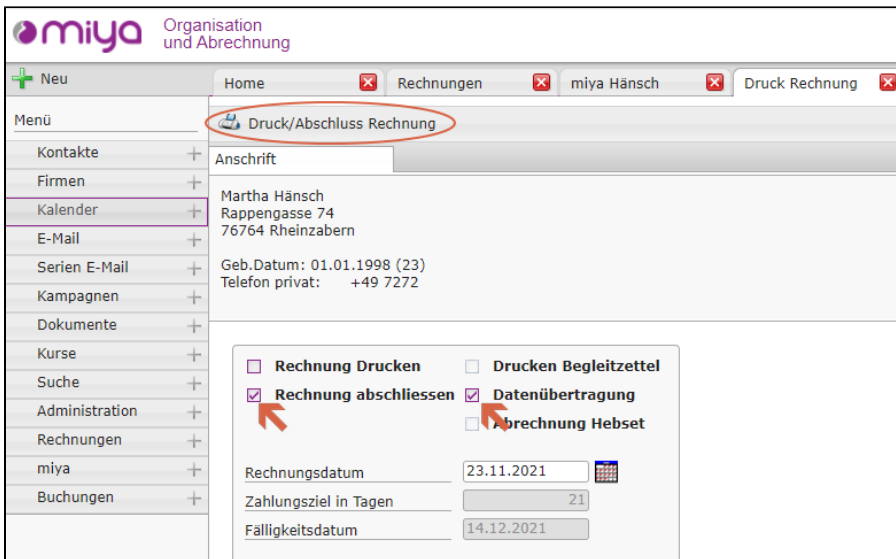 miya Organisation
und Abrechnung
Neu
Home Rechnungen miya Hänsch Druck Rechnung
Menü
Druck/Abschluss Rechnung
Kontakte
Firmen
Kalender
E-Mail
Serien E-Mail
Kampagnen
Dokumente
Kurse
Suche
Administration
Rechnungen
miya
Buchungen
Anschrift
Martha Hänsch
Rappengasse 74
76764 Rheinzabern
Geb.Datum: 01.01.1998 (23)
Telefon privat: +49 7272
Rechnung Drucken Drucken Begleitzettel
Rechnung abschliessen Datenübertragung
Abrechnung Hebset
Rechnungsdatum 23.11.2021
Zahlungsziel in Tagen 21
Fälligkeitsdatum 14.12.2021